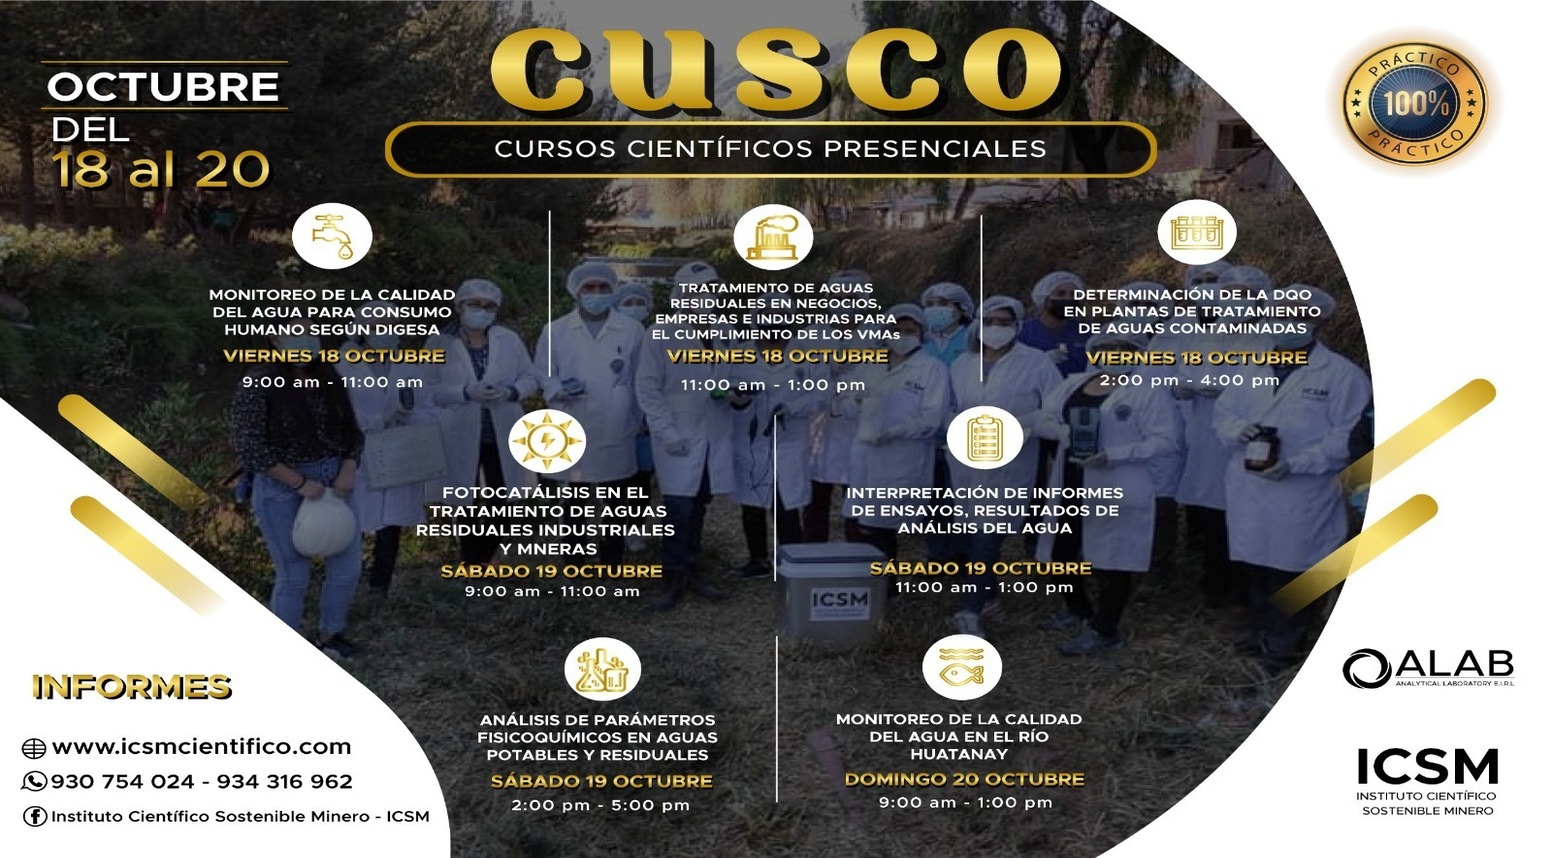 OCTUBRE
DEL
18 al 20
cusco
CURSOS CIENTÍFICOS PRESENCIALES
PRÁCTICO
100%
PRÁCTICO
MONITOREO DE LA CALIDAD
DEL AGUA PARA CONSUMO
HUMANO SEGÚN DIGESA
VIERNES 18 OCTUBRE
9:00 am - 11:00 am
TRATAMIENTO DE AGUAS
RESIDUALES EN NEGOCIOS,
EMPRESAS E INDUSTRIAS PARA
EL CUMPLIMIENTO DE LOS VMAs
VIERNES 18 OCTUBRE
11:00 am - 1:00 pm
DETERMINACIÓN DE LA DQO
EN PLANTAS DE TRATAMIENTO
DE AGUAS CONTAMINADAS
VIERNES 18 OCTUBRE
2:00 pm - 4:00 pm
FOTOCATÁLISIS EN EL
TRATAMIENTO DE AGUAS
RESIDUALES INDUSTRIALES
Y MNERAS
SÁBADO 19 OCTUBRE
9:00 am - 11:00 am
INTERPRETACIÓN DE INFORMES
DE ENSAYOS, RESULTADOS DE
ANÁLISIS DEL AGUA
SÁBADO 19 OCTUBRE
11:00 am - 1:00 pm
ICSM
ICSM
ANÁLISIS DE PARÁMETROS
FISICOQUÍMICOS EN AGUAS
POTABLES Y RESIDUALES
SÁBADO 19 OCTUBRE
2:00 pm - 5:00 pm
MONITOREO DE LA CALIDAD
DEL AGUA EN EL RÍO
HUATANAY
DOMINGO 20 OCTUBRE
9:00 am - 1:00 pm
INFORMES
www.icsmcientifico.com
930 754 024 - 934 316 962
Instituto Científico Sostenible Minero - ICSM
ALAB
ANALYTICAL LABORATORY E.I.R.L
ICSM
INSTITUTO CIENTÍFICO
SOSTENIBLE MINERO